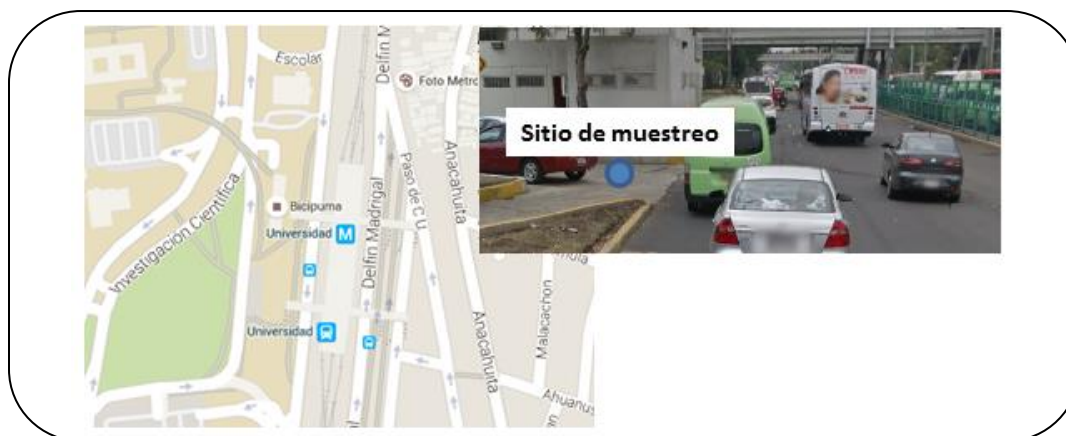 Escolar
Delfin M
Foto Metro
Anacahuita
Paso de C.U.
Investigación Científica
Bicipuma
Universidad M
Delfin Madrigal
Universidad
Anacahuita
Malacachon
Ahuanus
Sitio de muestreo